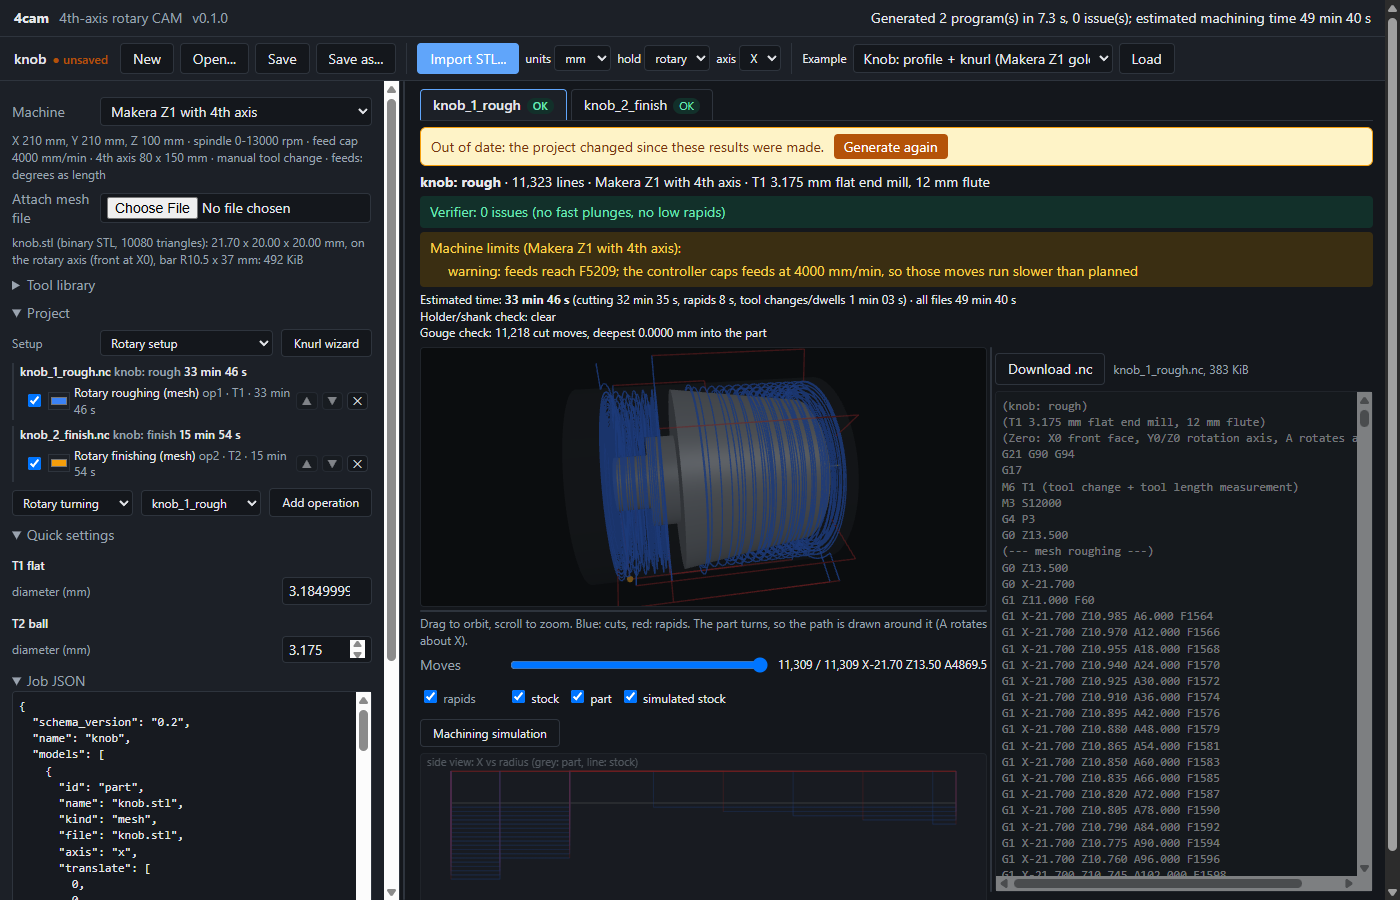 4cam 4th-axis rotary CAM v0.1.0
Generated 2 program(s) in 7.3 s, 0 issue(s); estimated machining time 49 min 40 s
knob • unsaved New Open... Save Save as... Import STL... units mm hold rotary axis X Example Knob: profile + knurl (Makera Z1 gol Load
Machine Makera Z1 with 4th axis
X 210 mm, Y 210 mm, Z 100 mm · spindle 0-13000 rpm · feed cap
4000 mm/min · 4th axis 80 x 150 mm · manual tool change · feeds:
degrees as length
Attach mesh
file
Choose File No file chosen
knob.stl (binary STL, 10080 triangles): 21.70 x 20.00 x 20.00 mm, on
the rotary axis (front at X0), bar R10.5 x 37 mm: 492 KiB
▶ Tool library
▼ Project
Setup Rotary setup Knurl wizard
knob_1_rough.nc knob: rough 33 min 46 s
Rotary roughing (mesh) op1 · T1 · 33 min
46 s
▲ ▼ ✕
knob_2_finish.nc knob: finish 15 min 54 s
Rotary finishing (mesh) op2 · T2 · 15 min
54 s
▲ ▼ ✕
Rotary turning knob_1_rough Add operation
▼ Quick settings
T1 flat
diameter (mm) 3.1849999
T2 ball
diameter (mm) 3.175
▼ Job JSON
{
"schema_version": "0.2",
"name": "knob",
"models": [
{
"id": "part",
"name": "knob.stl",
"kind": "mesh",
"file": "knob.stl",
"axis": "x",
"translate": [
0,
knob_1_rough OK knob_2_finish OK
Out of date: the project changed since these results were made. Generate again
knob: rough · 11,323 lines · Makera Z1 with 4th axis · T1 3.175 mm flat end mill, 12 mm flute
Verifier: 0 issues (no fast plunges, no low rapids)
Machine limits (Makera Z1 with 4th axis):
warning: feeds reach F5209; the controller caps feeds at 4000 mm/min, so those moves run slower than planned
Estimated time: 33 min 46 s (cutting 32 min 35 s, rapids 8 s, tool changes/dwells 1 min 03 s) · all files 49 min 40 s
Holder/shank check: clear
Gouge check: 11,218 cut moves, deepest 0.0000 mm into the part
Drag to orbit, scroll to zoom. Blue: cuts, red: rapids. The part turns, so the path is drawn around it (A rotates
about X).
Moves 11,309 / 11,309 X-21.70 Z13.50 A4869.5
rapids stock part simulated stock
Machining simulation
side view: X vs radius (grey: part, line: stock)
Download .nc knob_1_rough.nc, 383 KiB
(knob: rough)
(T1 3.175 mm flat end mill, 12 mm flute)
(Zero: X0 front face, Y0/Z0 rotation axis, A rotates a
G21 G90 G94
G17
M6 T1 (tool change + tool length measurement)
M3 S12000
G4 P3
G0 Z13.500
(--- mesh roughing ---)
G0 Z13.500
G0 X-21.700
G1 Z11.000 F60
G1 X-21.700 Z10.985 A6.000 F1564
G1 X-21.700 Z10.970 A12.000 F1566
G1 X-21.700 Z10.955 A18.000 F1568
G1 X-21.700 Z10.940 A24.000 F1570
G1 X-21.700 Z10.925 A30.000 F1572
G1 X-21.700 Z10.910 A36.000 F1574
G1 X-21.700 Z10.895 A42.000 F1576
G1 X-21.700 Z10.880 A48.000 F1579
G1 X-21.700 Z10.865 A54.000 F1581
G1 X-21.700 Z10.850 A60.000 F1583
G1 X-21.700 Z10.835 A66.000 F1585
G1 X-21.700 Z10.820 A72.000 F1587
G1 X-21.700 Z10.805 A78.000 F1590
G1 X-21.700 Z10.790 A84.000 F1592
G1 X-21.700 Z10.775 A90.000 F1594
G1 X-21.700 Z10.760 A96.000 F1596
G1 X-21.700 Z10.745 A102.000 F1598